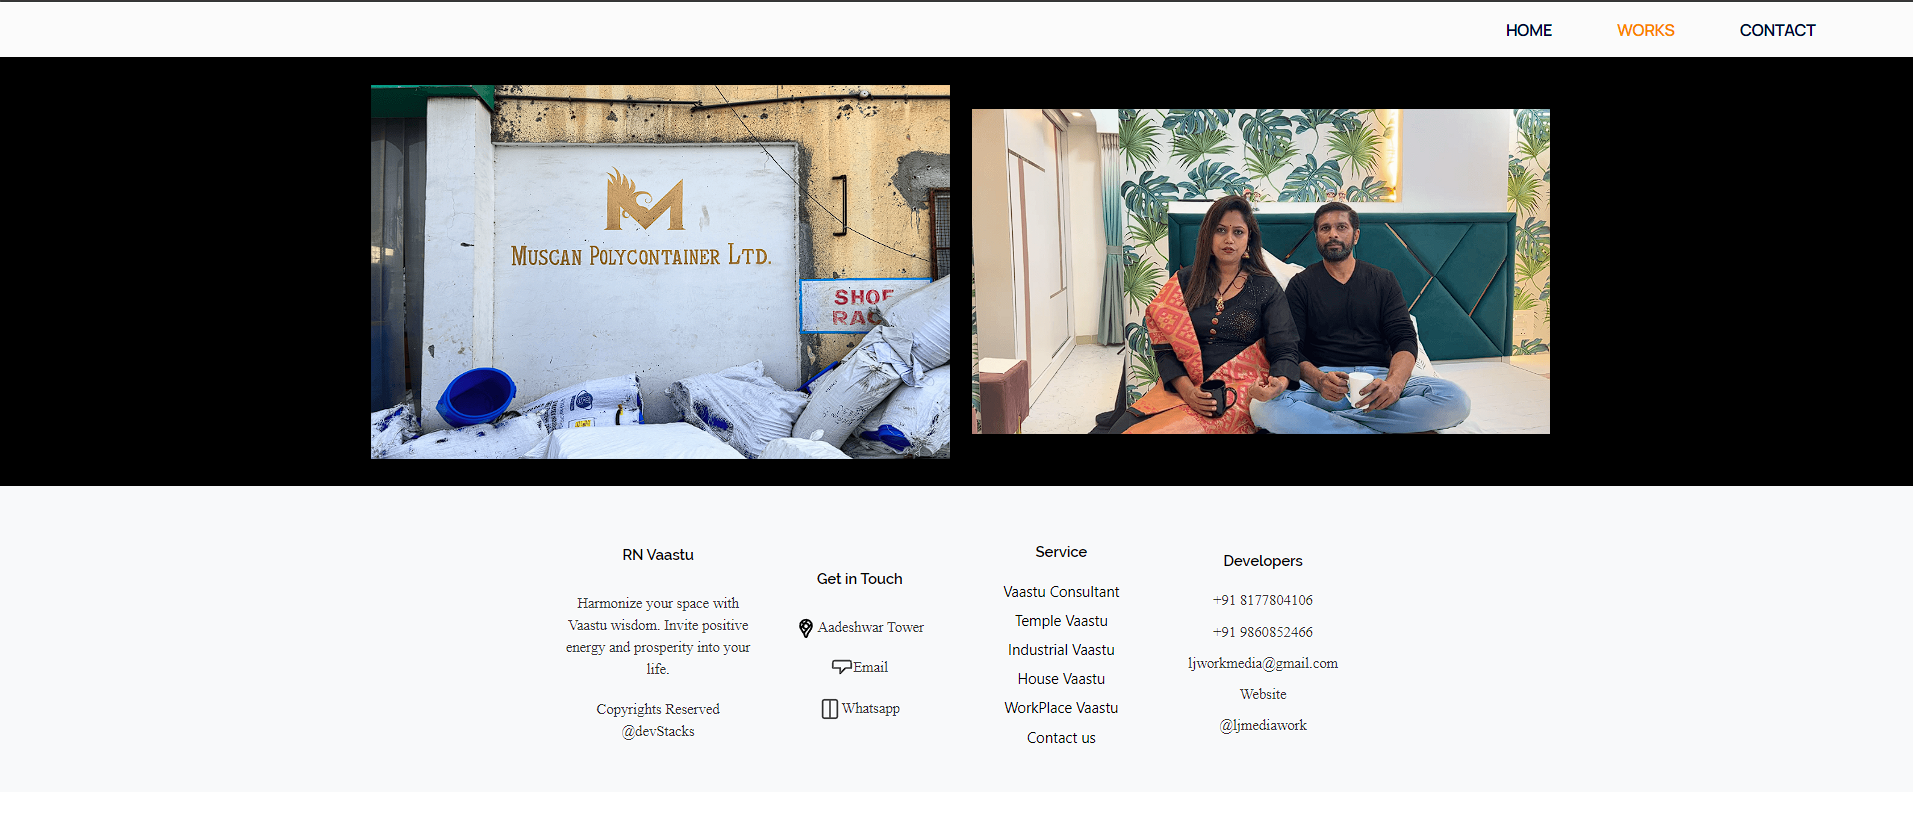 HOME
WORKS
CONTACT
MUSCAN POLYCONTAINER LTD.
SHOE
RN Vaastu
Harmonize your space with
Vaastu wisdom. Invite positive
energy and prosperity into your
life.
Copyrights Reserved
@devStacks
Get in Touch
Aadeshwar Tower
Email
Whatsapp
Service
Vaastu Consultant
Temple Vaastu
Industrial Vaastu
House Vaastu
WorkPlace Vaastu
Contact us
Developers
+91 8177804106
+91 9860852466
ljworkmedia@gmail.com
Website
@ljmediawork